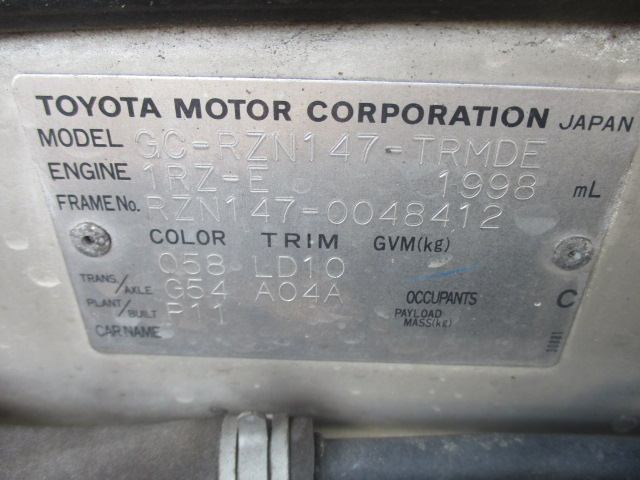 TOYOTA MOTOR CORPORATION JAPAN
MODEL GC-RZN147-TRMDE
ENGINE 1RZ-E 1998 mL
FRAME No. RZN147-0048412
COLOR TRIM GVM(kg)
Q58 LD10
TRANS/AXLE G54 A04A OCCUPANTS C
PLANT/BUILT F11 PAYLOAD MASS(kg)
CAR NAME